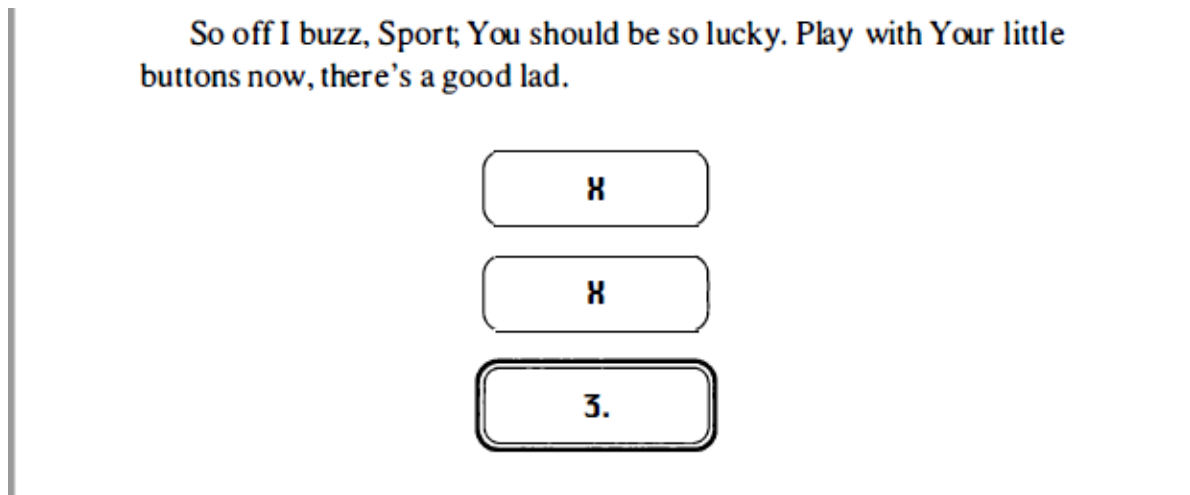 So off I buzz, Sport; You should be so lucky. Play with Your little
buttons now, there's a good lad.
X
X
3.